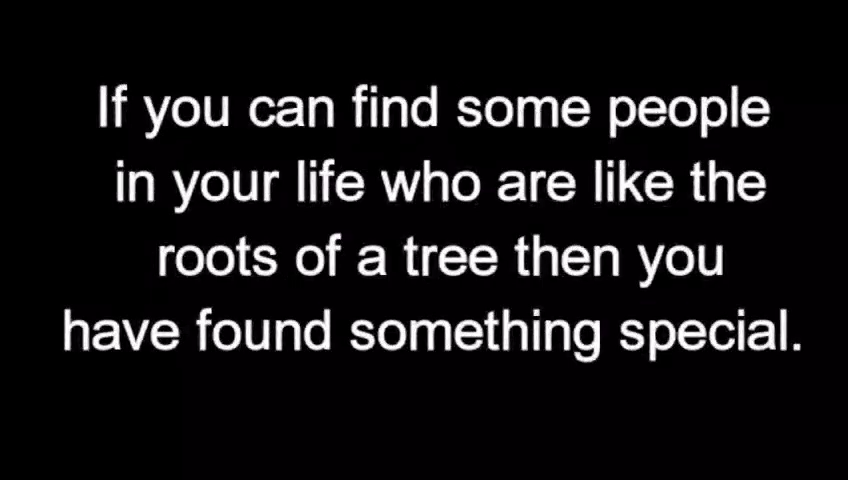 If you can find some people
in your life who are like the
roots of a tree then you
have found something special.